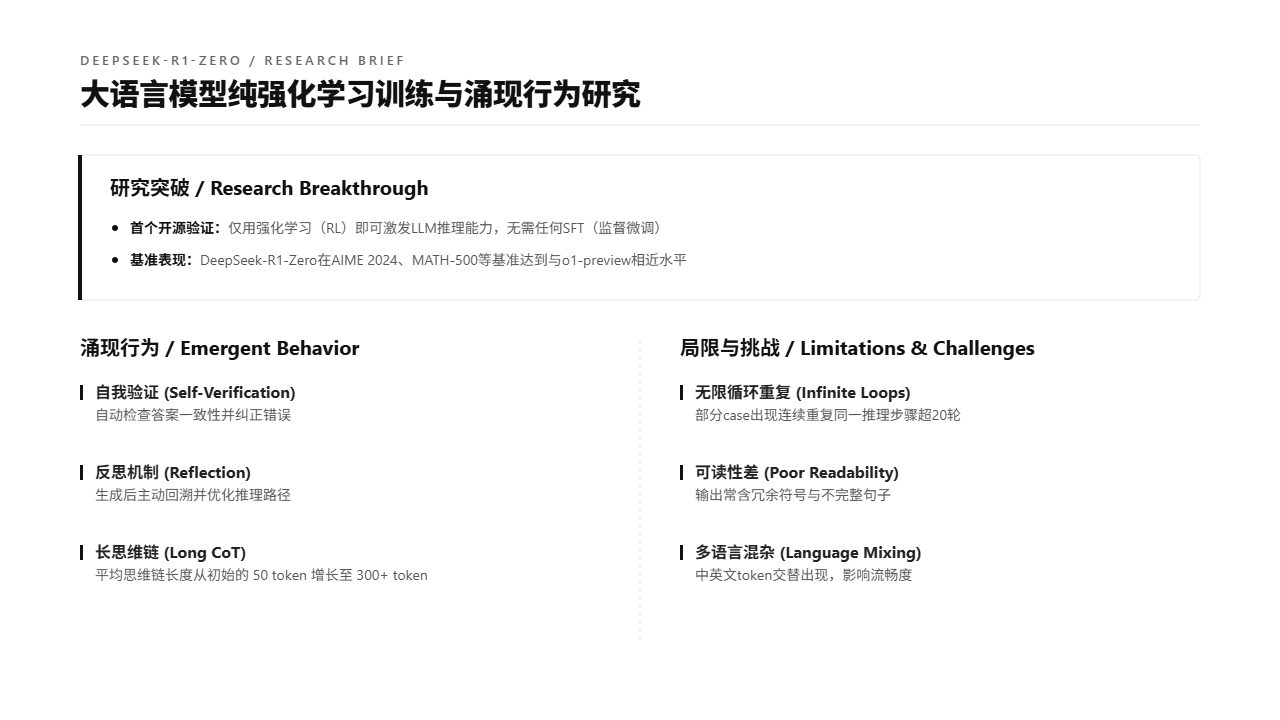 DEEPSEEK-R1-ZERO / RESEARCH BRIEF
大语言模型纯强化学习训练与涌现行为研究
研究突破 / Research Breakthrough
• 首个开源验证：仅用强化学习（RL）即可激发LLM推理能力，无需任何SFT（监督微调）
• 基准表现：DeepSeek-R1-Zero在AIME 2024、MATH-500等基准达到与o1-preview相近水平
涌现行为 / Emergent Behavior
自我验证 (Self-Verification)
自动检查答案一致性并纠正错误
反思机制 (Reflection)
生成后主动回溯并优化推理路径
长思维链 (Long CoT)
平均思维链长度从初始的 50 token 增长至 300+ token
局限与挑战 / Limitations & Challenges
无限循环重复 (Infinite Loops)
部分case出现连续重复同一推理步骤超20轮
可读性差 (Poor Readability)
输出常含冗余符号与不完整句子
多语言混杂 (Language Mixing)
中英文token交替出现，影响流畅度